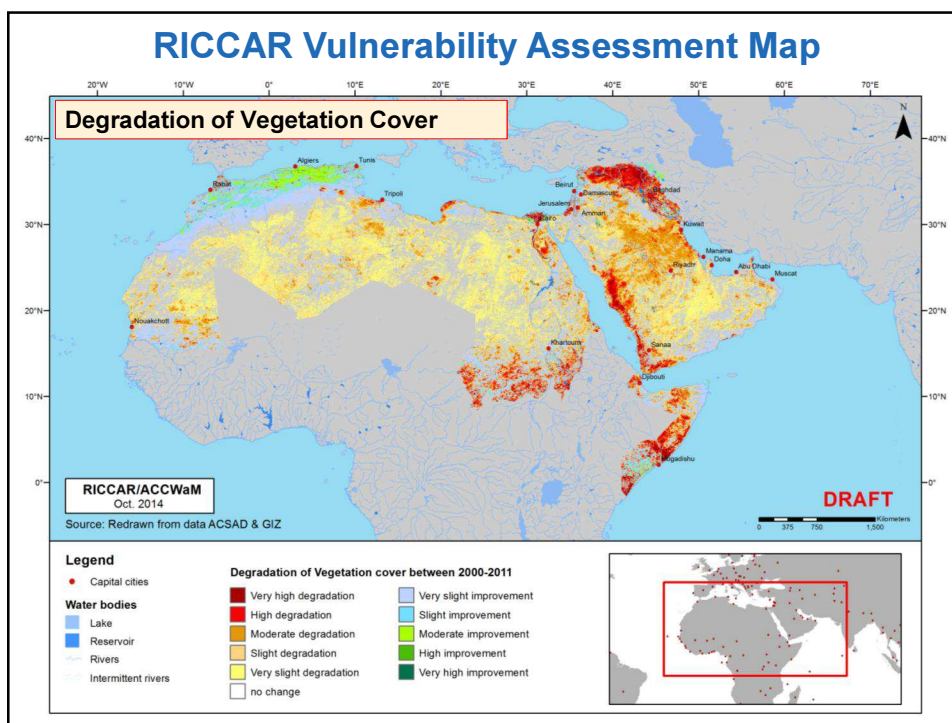 RICCAR Vulnerability Assessment Map
20°W 10°W 0° 10°E 20°E 30°E 40°E 50°E 60°E 70°E
Degradation of Vegetation Cover
N
40°N 40°N
Algiers Tunis
Rabat
Tripoli
Beirut
Damascus
Baghdad
Jerusalem
Amman
Cairo
Kuwait
30°N 30°N
Manama
Doha
Riyadh
Abu Dhabi
Muscat
20°N 20°N
Nouakchott
Khartoum
Sanaa
Djibouti
10°N 10°N
Mogadishu
0° 0°
RICCAR/ACCWaM
Oct. 2014
Source: Redrawn from data ACSAD & GIZ
DRAFT
Kilometers
0 375 750 1,500
Legend
Capital cities
Water bodies
Lake
Reservoir
Rivers
Intermittent rivers
Degradation of Vegetation cover between 2000-2011
Very high degradation
High degradation
Moderate degradation
Slight degradation
Very slight degradation
no change
Very slight improvement
Slight improvement
Moderate improvement
High improvement
Very high improvement